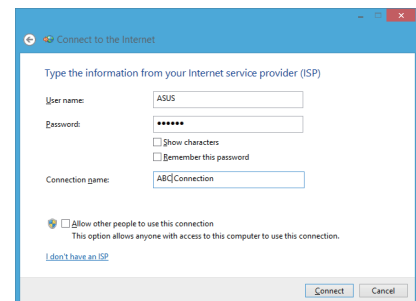 Connect to the Internet
Type the information from your Internet service provider (ISP)
User name:
ASUS
Password:
••••••
Show characters
Remember this password
Connection name:
ABC Connection
Allow other people to use this connection
This option allows anyone with access to this computer to use this connection.
I don't have an ISP
Connect
Cancel